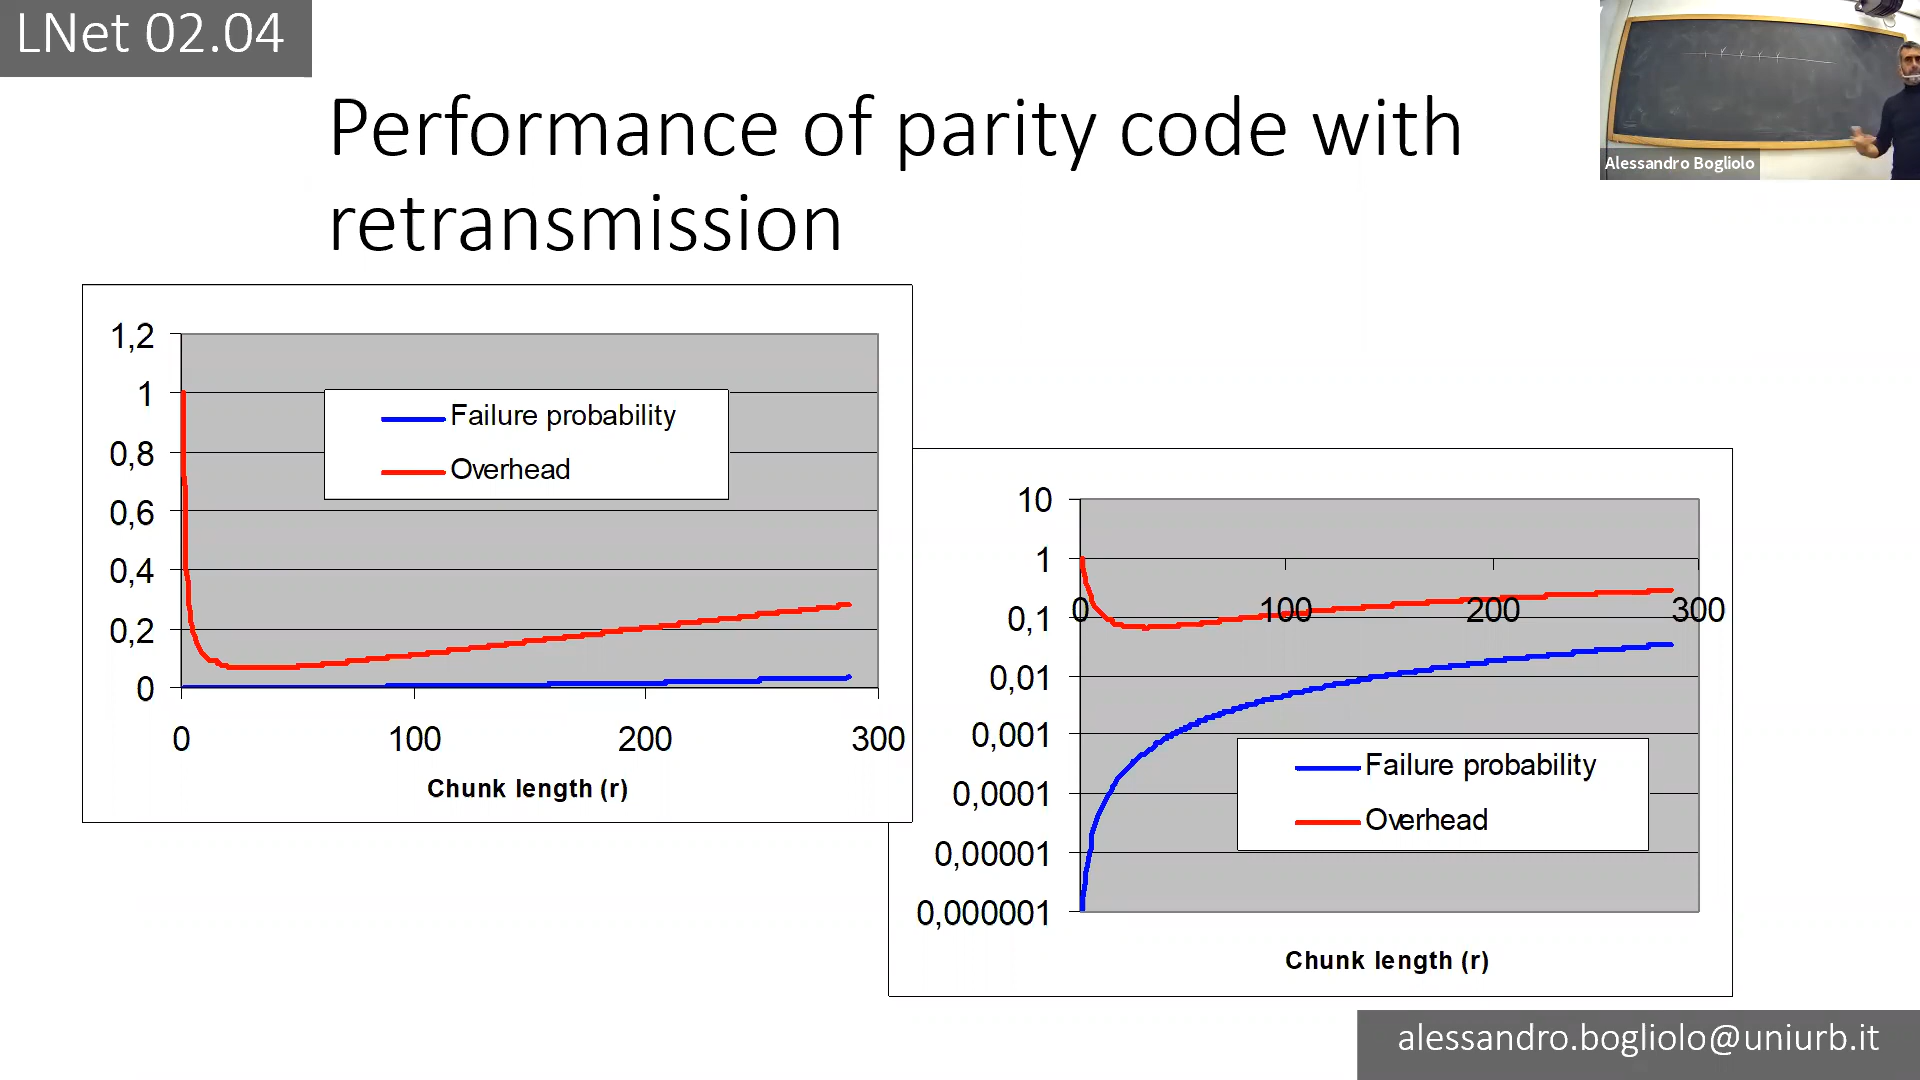 LNet 02.04
Alessandro Bogliolo
Performance of parity code with
retransmission
1,2
1
0,8
0,6
0,4
0,2
0
0 100 200 300
Failure probability
Overhead
Chunk length (r)
10
1
0,1
0,01
0,001
0,0001
0,00001
0,000001
0 100 200 300
Failure probability
Overhead
Chunk length (r)
alessandro.bogliolo@uniurb.it